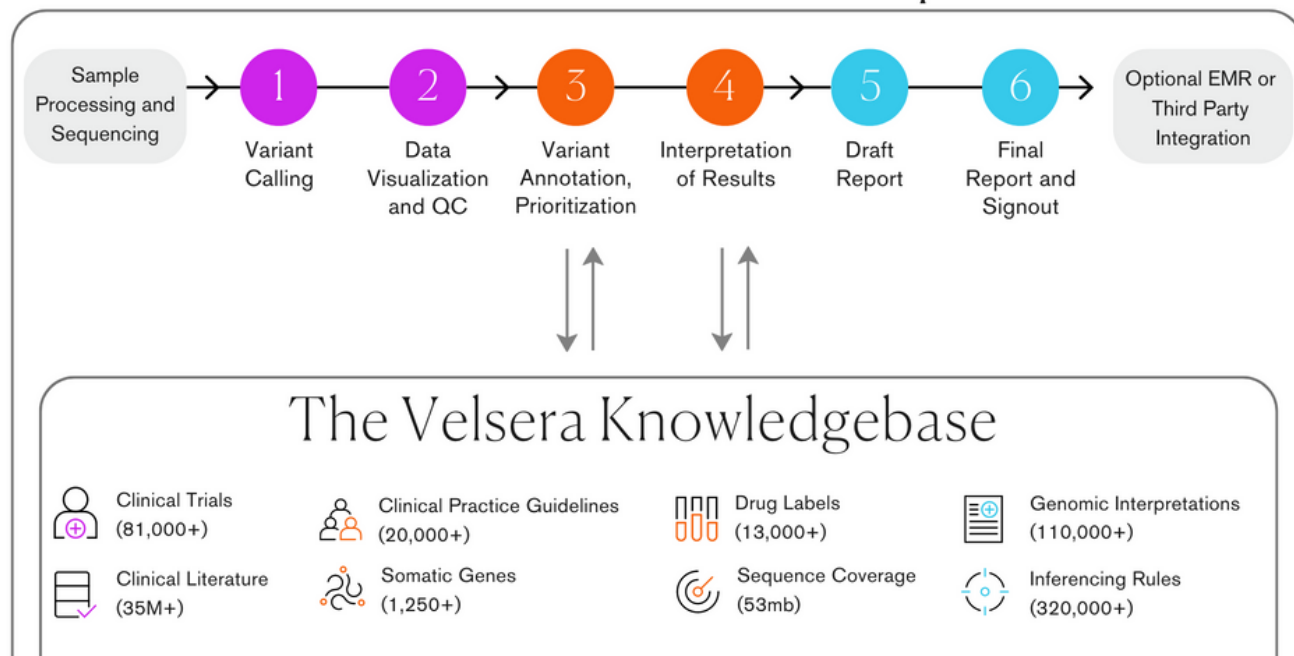 Sample
Processing and
Sequencing
1
2
3
4
5
6
Optional EMR or
Third Party
Integration
Variant
Calling
Data
Visualization
and QC
Variant
Annotation,
Prioritization
Interpretation
of Results
Draft
Report
Final
Report and
Signout
The Velsera Knowledgebase
Clinical Trials
(81,000+)
Clinical Practice Guidelines
(20,000+)
Drug Labels
(13,000+)
Genomic Interpretations
(110,000+)
Clinical Literature
(35M+)
Somatic Genes
(1,250+)
Sequence Coverage
(53mb)
Inferencing Rules
(320,000+)